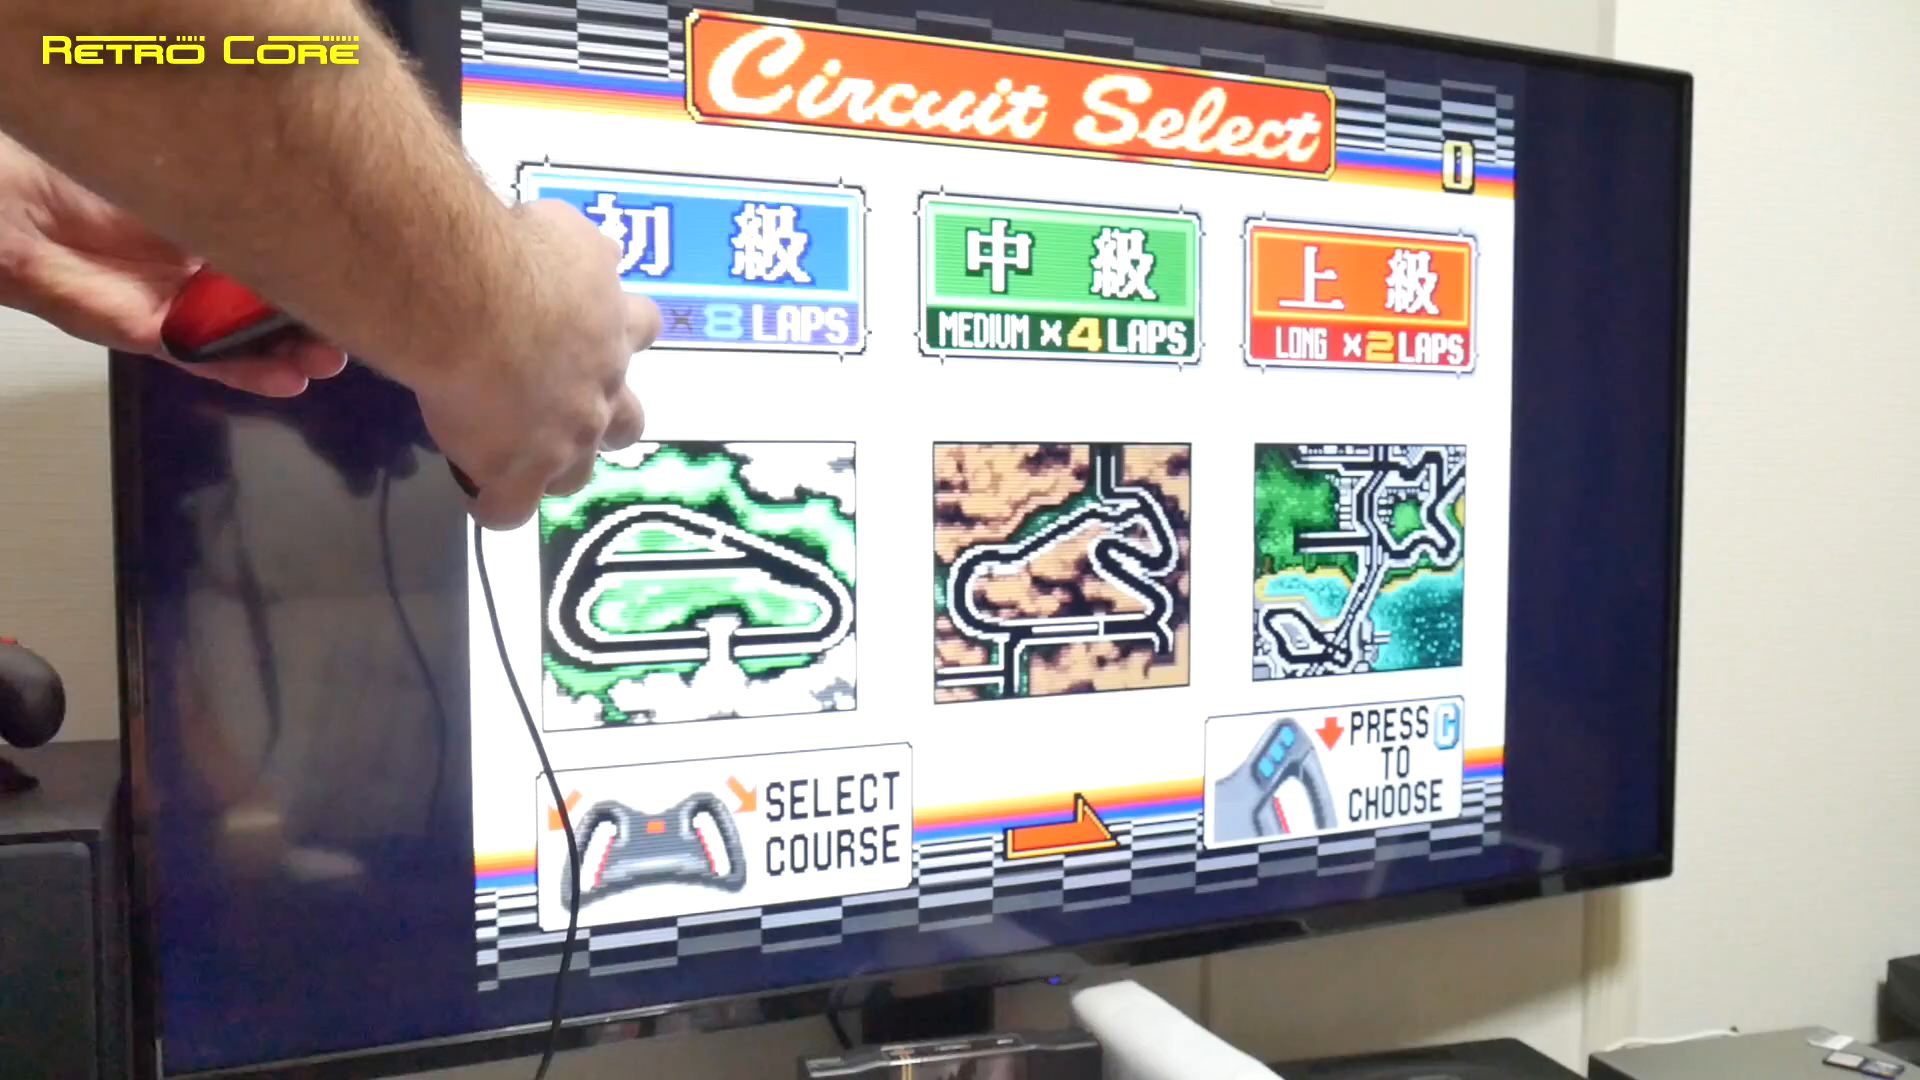 RETRO CORE
Circuit Select
0
初級
× 8 LAPS
中級
MEDIUM × 4 LAPS
上級
LONG × 2 LAPS
SELECT
COURSE
PRESS C
TO
CHOOSE